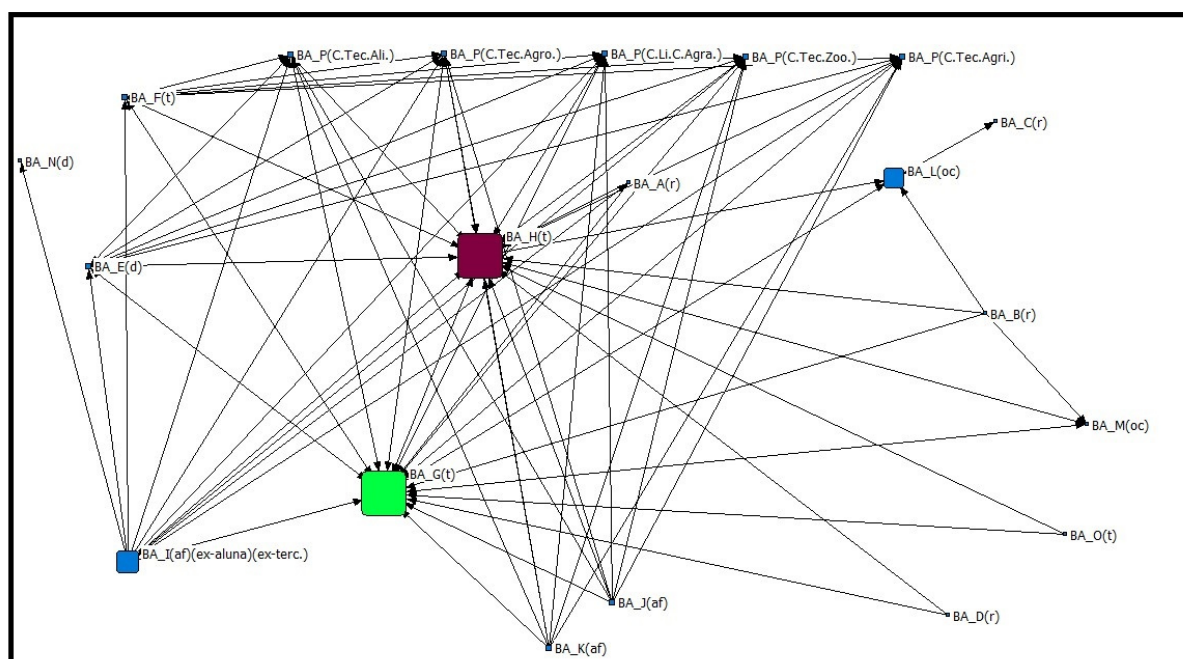 BA_P(C.Tec.Ali.)
BA_P(C.Tec.Agro.)
BA_P(C.Li.C.Agra.)
BA_P(C.Tec.Zoo.)
BA_P(C.Tec.Agri.)
BA_F(t)
BA_C(r)
BA_N(d)
BA_L(oc)
BA_A(r)
BA_H(t)
BA_E(d)
BA_B(r)
BA_M(oc)
BA_G(t)
BA_O(t)
BA_I(af)(ex-aluna)(ex-terc.)
BA_J(af)
BA_D(r)
BA_K(af)